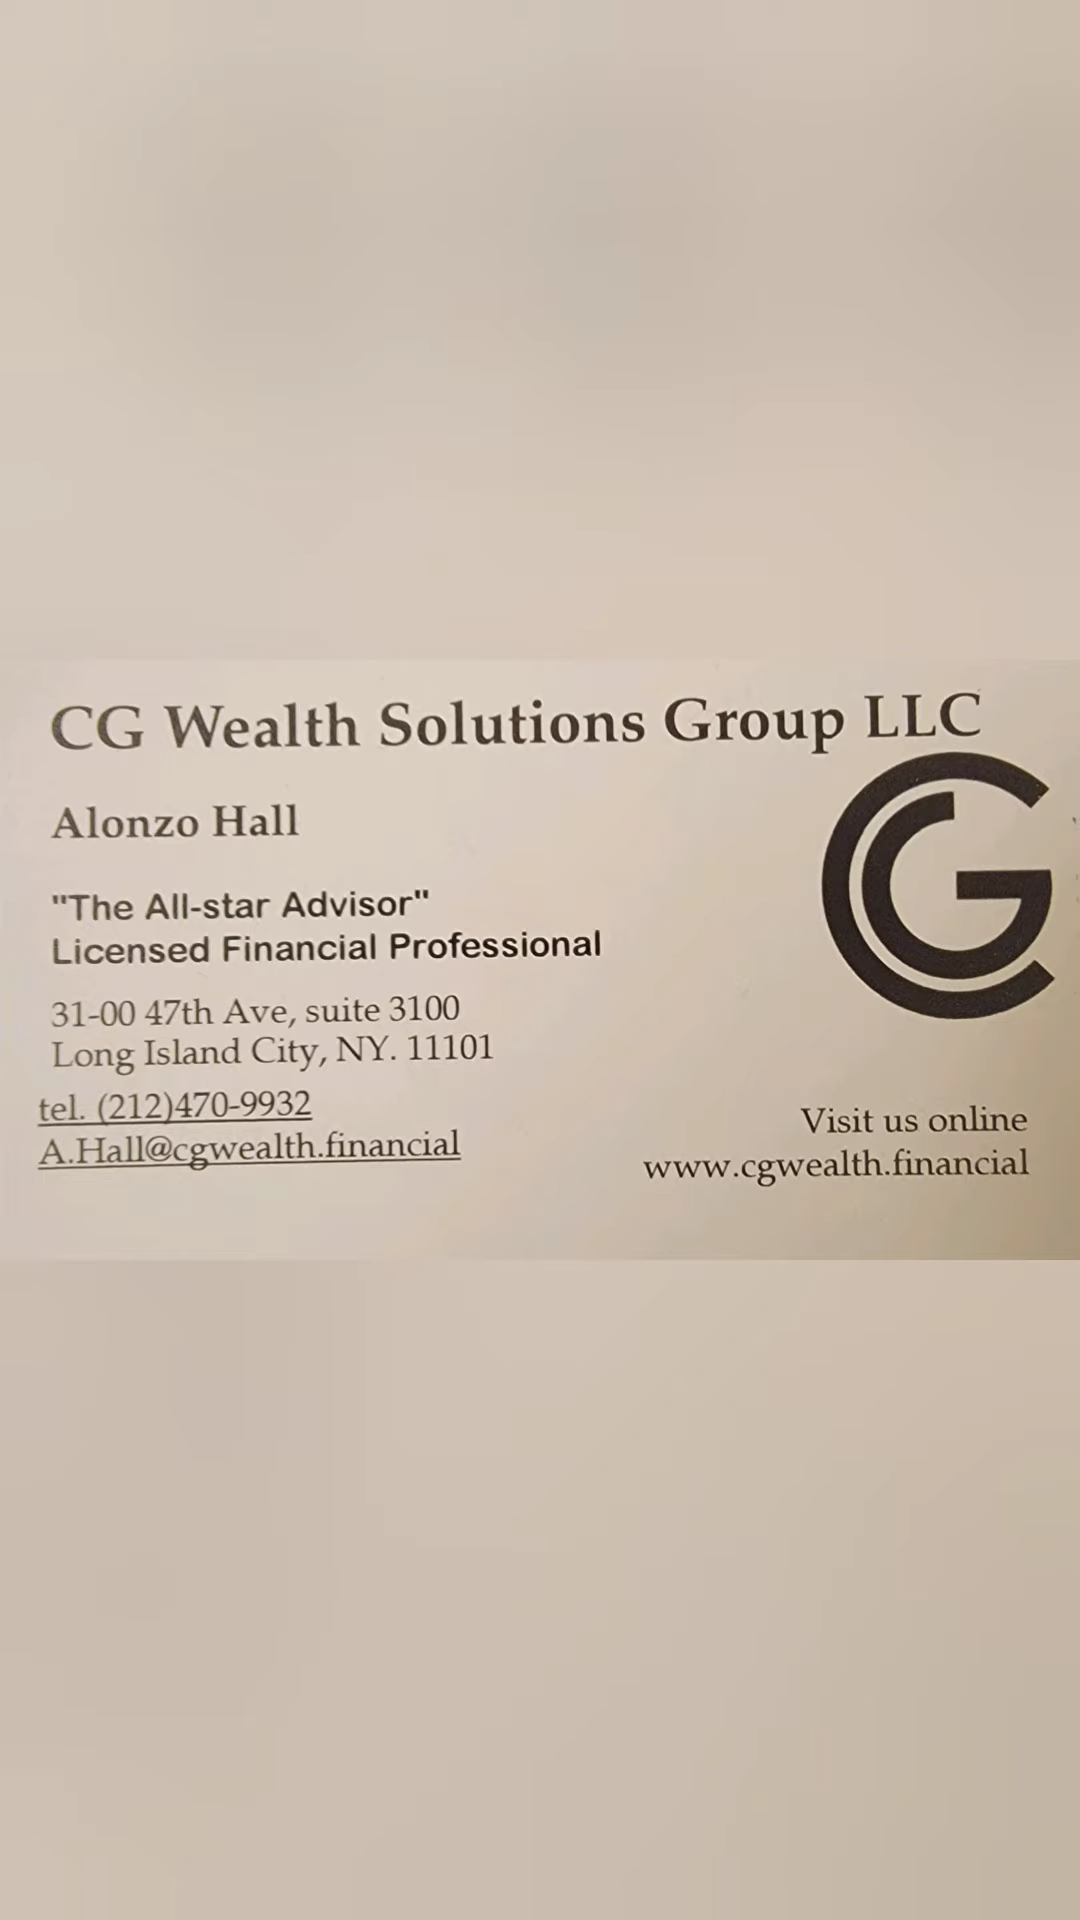 CG Wealth Solutions Group LLC
Alonzo Hall
"The All-star Advisor"
Licensed Financial Professional
31-00 47th Ave, suite 3100
Long Island City, NY. 11101
tel. (212)470-9932
A.Hall@cgwealth.financial
CG
Visit us online
www.cgwealth.financial